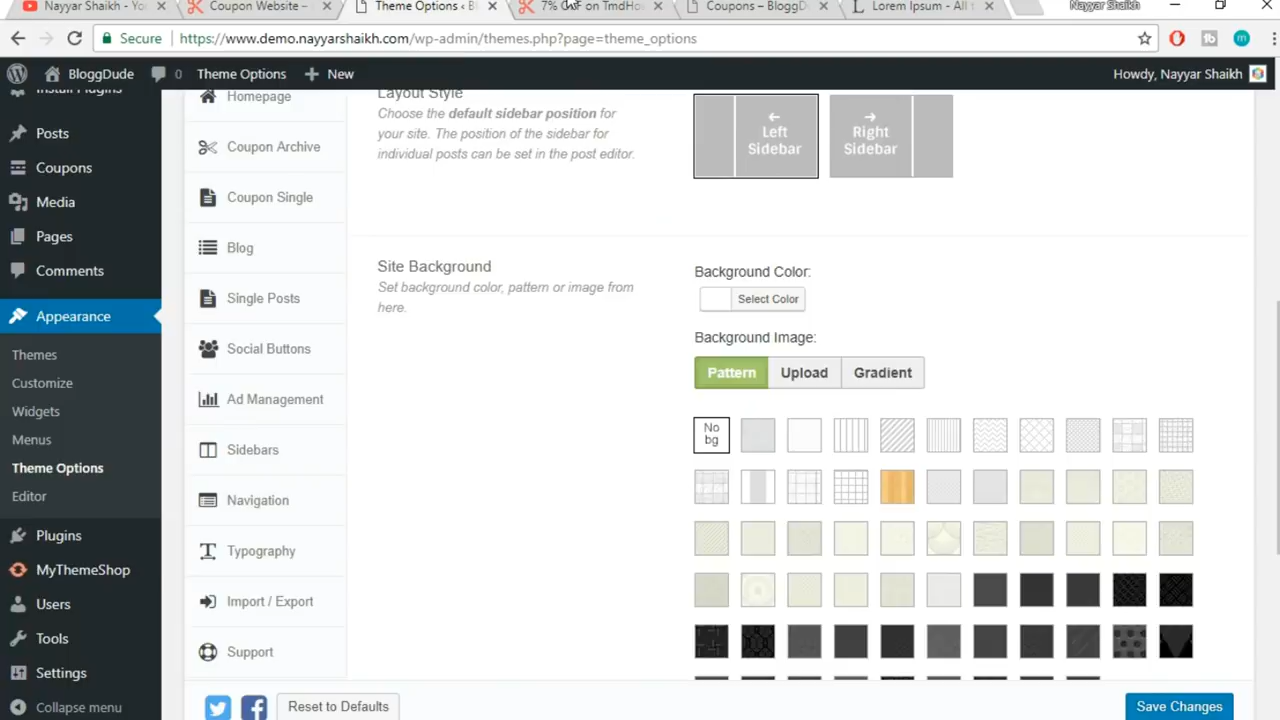 Nayyar Shaikh - Yo
Coupon Website –
Theme Options ‹ Bl
7% on TmdHo
Coupons – BloggD
Lorem Ipsum - All t
Nayyar Shaikh
Secure
https://www.demo.nayyarshaikh.com/wp-admin/themes.php?page=theme_options
BloggDude
0
Theme Options
New
Howdy, Nayyar Shaikh
Install Plugins
Posts
Coupons
Media
Pages
Comments
Appearance
Themes
Customize
Widgets
Menus
Theme Options
Editor
Plugins
MyThemeShop
Users
Tools
Settings
Collapse menu
Homepage
Coupon Archive
Coupon Single
Blog
Single Posts
Social Buttons
Ad Management
Sidebars
Navigation
Typography
Import / Export
Support
Layout Style
Choose the default sidebar position for
your site. The position of the sidebar for
individual posts can be set in the post editor.
Left
Sidebar
Right
Sidebar
Site Background
Set background color, pattern or image from
here.
Background Color:
Select Color
Background Image:
Pattern
Upload
Gradient
No
bg
Reset to Defaults
Save Changes